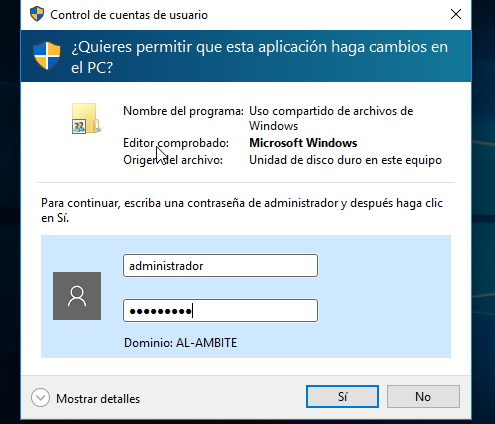 Control de cuentas de usuario
¿Quieres permitir que esta aplicación haga cambios en
el PC?
Nombre del programa: Uso compartido de archivos de
Windows
Editor comprobado: Microsoft Windows
Origen del archivo: Unidad de disco duro en este equipo
Para continuar, escriba una contraseña de administrador y después haga clic
en Sí.
administrador
●●●●●●●●●
Dominio: AL-AMBITE
Mostrar detalles
Sí
No